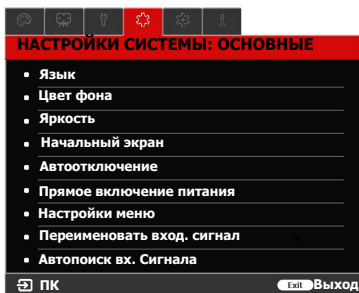 НАСТРОЙКИ СИСТЕМЫ: ОСНОВНЫЕ
Язык
Цвет фона
Яркость
Начальный экран
Автоотключение
Прямое включение питания
Настройки меню
Переименовать вход. сигнал
Автопоиск вх. Сигнала
ПК Exit Выход